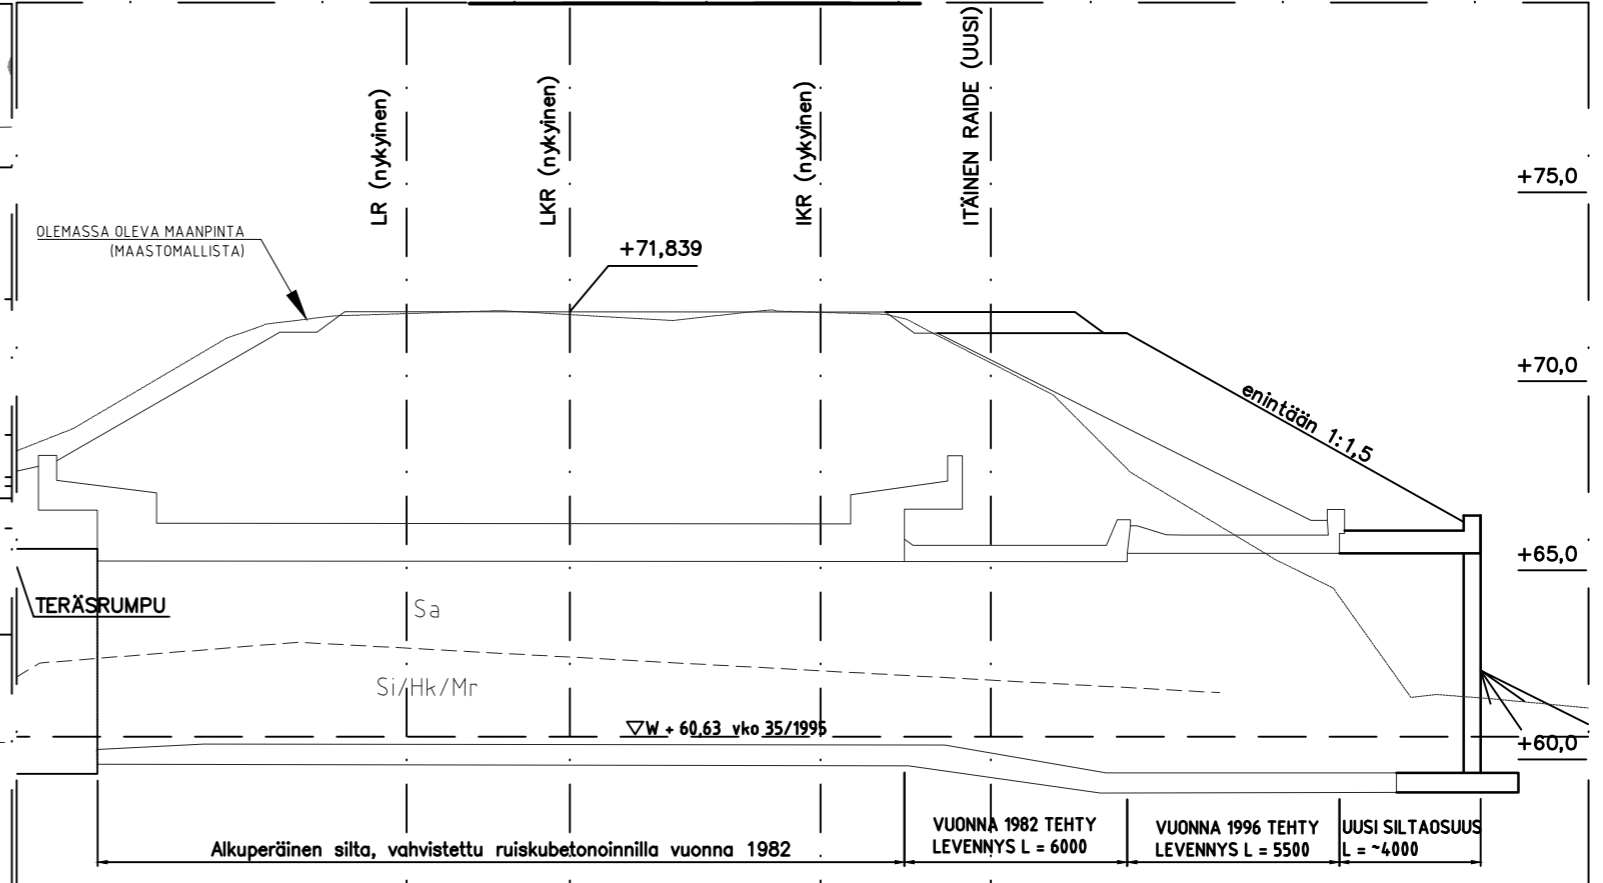 LR (nykyinen)
LKR (nykyinen)
IKR (nykyinen)
ITÄINEN RAIDE (UUSI)
+75,0
OLEMASSA OLEVA MAANPINTA
(MAASTOMALLISTA)
+71,839
+70,0
enintään 1:1,5
+65,0
TERÄSRUMPU
Sa
Si/Hk/Mr
W + 60,63 vko 35/1995
+60,0
Alkuperäinen silta, vahvistettu ruiskubetonoinnilla vuonna 1982
VUONNA 1982 TEHTY
LEVENNYS L = 6000
VUONNA 1996 TEHTY
LEVENNYS L = 5500
UUSI SILTAOSUUS
L = ~4000